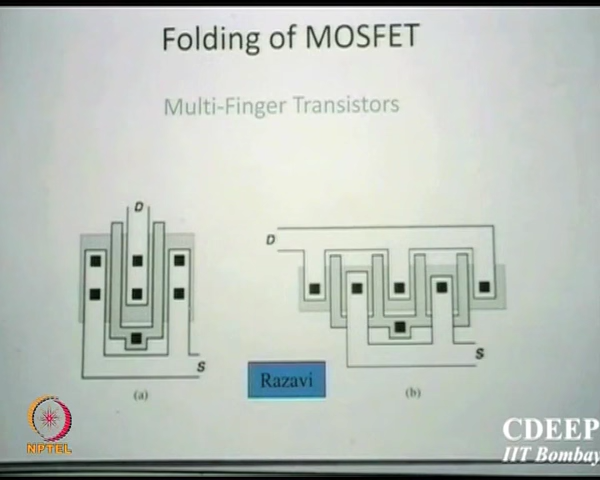 Folding of MOSFET
Multi-Finger Transistors
D
S
(a)
D
S
(b)
Razavi
NPTEL
CDEEP
IIT Bombay